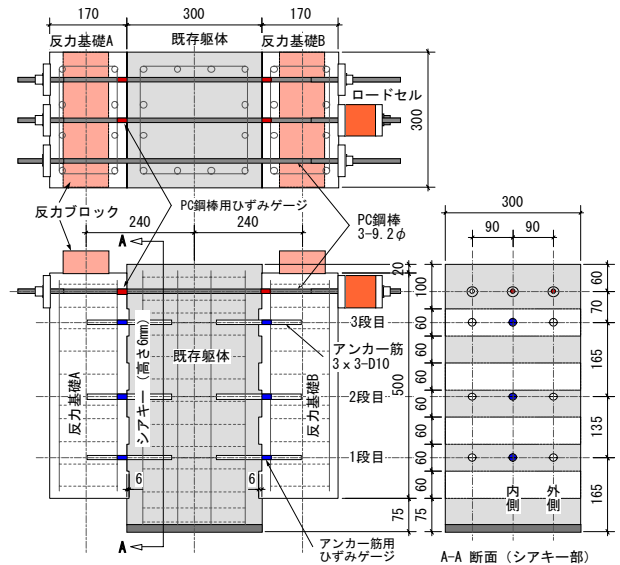 170
300
170
反力基礎A
既存躯体
反力基礎B
ロードセル
300
反力ブロック
PC鋼棒用ひずみゲージ
PC鋼棒
3-9.2φ
240
240
A
20
100
500
75
3段目
2段目
1段目
アンカー筋
3 x 3-D10
既存躯体
シアキー（高さ6mm）
反力基礎A
反力基礎B
6
6
A
アンカー筋用
ひずみゲージ
300
90
90
60
60
60
60
60
60
60
75
60
70
165
135
165
内側
外側
A-A 断面（シアキー部）